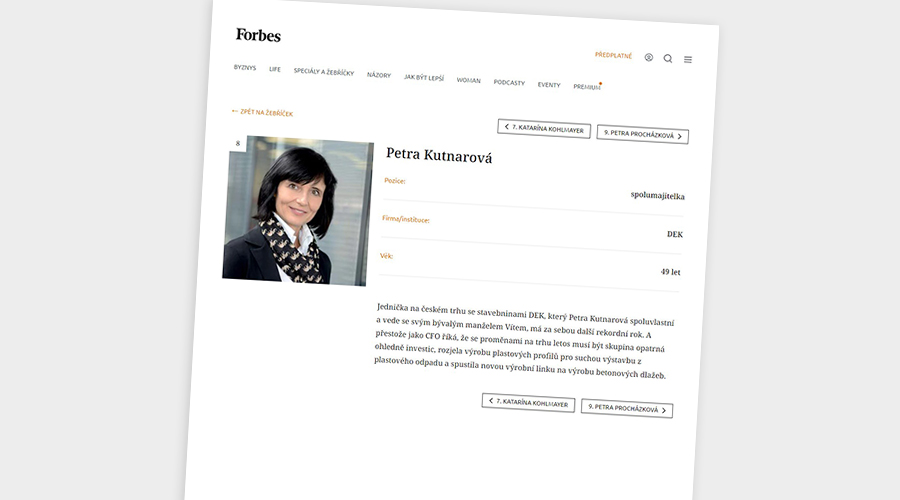 Forbes
PŘEDPLATNÉ
BYZNYS LIFE SPECIÁLY A ŽEBŘÍČKY NÁZORY JAK BÝT LEPŠÍ WOMAN PODCASTY EVENTY PREMIUM
← ZPĚT NA ŽEBŘÍČEK
7. KATARÍNA KOHLMAYER
9. PETRA PROCHÁZKOVÁ
8
Petra Kutnarová
Pozice:
spolumajitelka
Firma/instituce:
DEK
Věk:
49 let
Jednička na českém trhu se stavebninami DEK, který Petra Kutnarová spoluvlastní
a vede se svým bývalým manželem Vítem, má za sebou další rekordní rok. A
přestože jako CFO říká, že se proměnami na trhu letos musí být skupina opatrná
ohledně investic, rozjela výrobu plastových profilů pro suchou výstavbu z
plastového odpadu a spustila novou výrobní linku na výrobu betonových dlažeb.
7. KATARÍNA KOHLMAYER
9. PETRA PROCHÁZKOVÁ